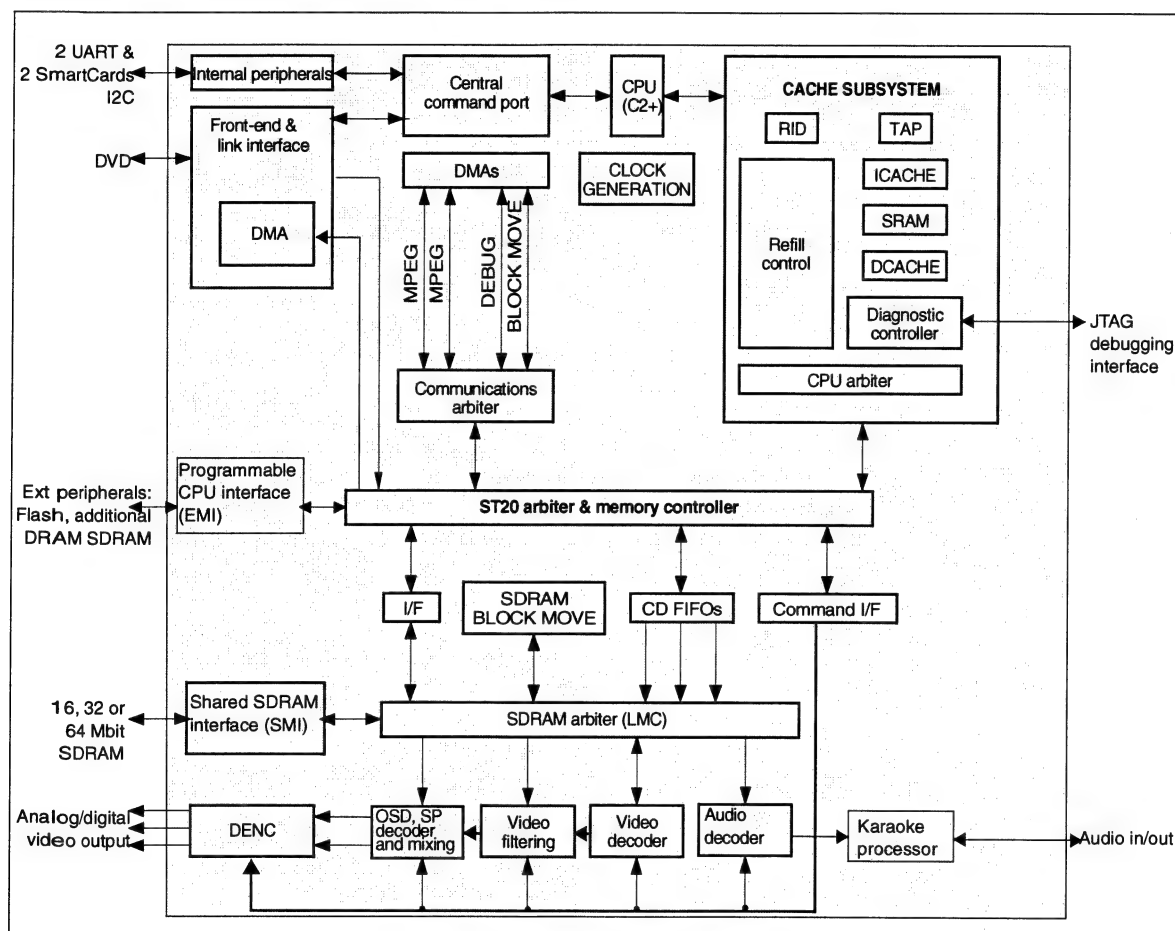 2 UART &
2 SmartCards
I2C
Internal peripherals
Central
command port
CPU
(C2+)
CACHE SUBSYSTEM
RID
TAP
Front-end &
link interface
DVD
DMA
DMAs
CLOCK
GENERATION
ICACHE
SRAM
DCACHE
Refill
control
MPEG
MPEG
DEBUG
BLOCK MOVE
Diagnostic
controller
JTAG
debugging
interface
CPU arbiter
Communications
arbiter
Programmable
CPU interface
(EMI)
Ext peripherals:
Flash, additional
DRAM SDRAM
ST20 arbiter & memory controller
I/F
SDRAM
BLOCK MOVE
CD FIFOs
Command I/F
16, 32 or
64 Mbit
SDRAM
Shared SDRAM
interface (SMI)
SDRAM arbiter (LMC)
Analog/digital
video output
DENC
OSD, SP
decoder
and mixing
Video
filtering
Video
decoder
Audio
decoder
Karaoke
processor
Audio in/out